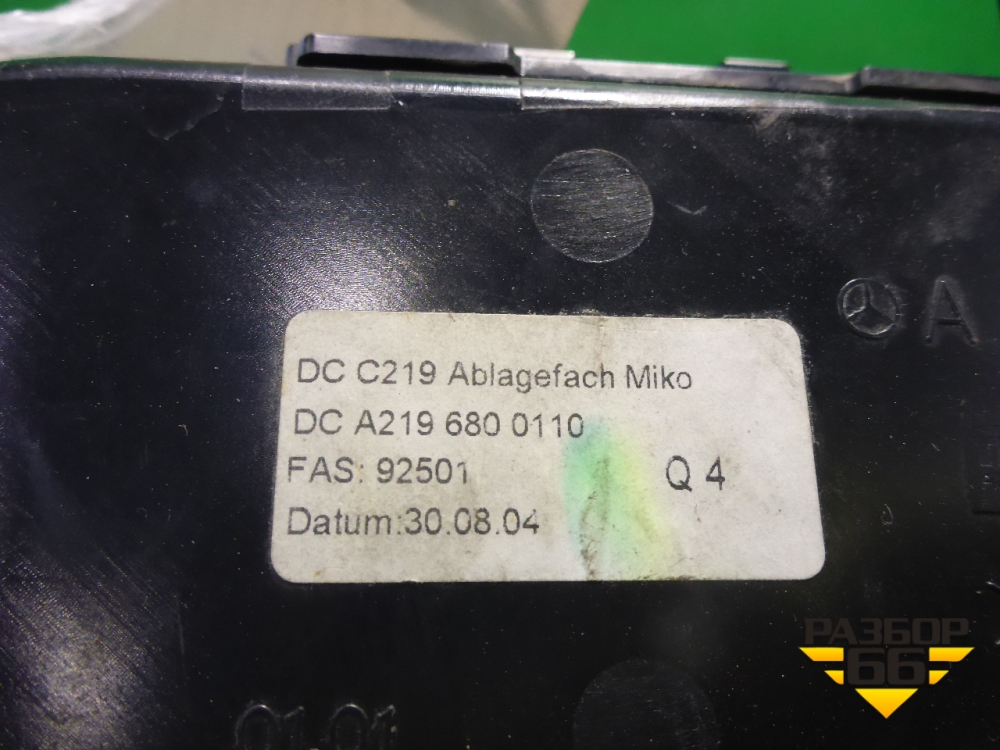 A
DC C219 Ablagefach Miko
DC A219 680 0110
FAS: 92501
Q 4
Datum:30.08.04
РАЗБОР
66